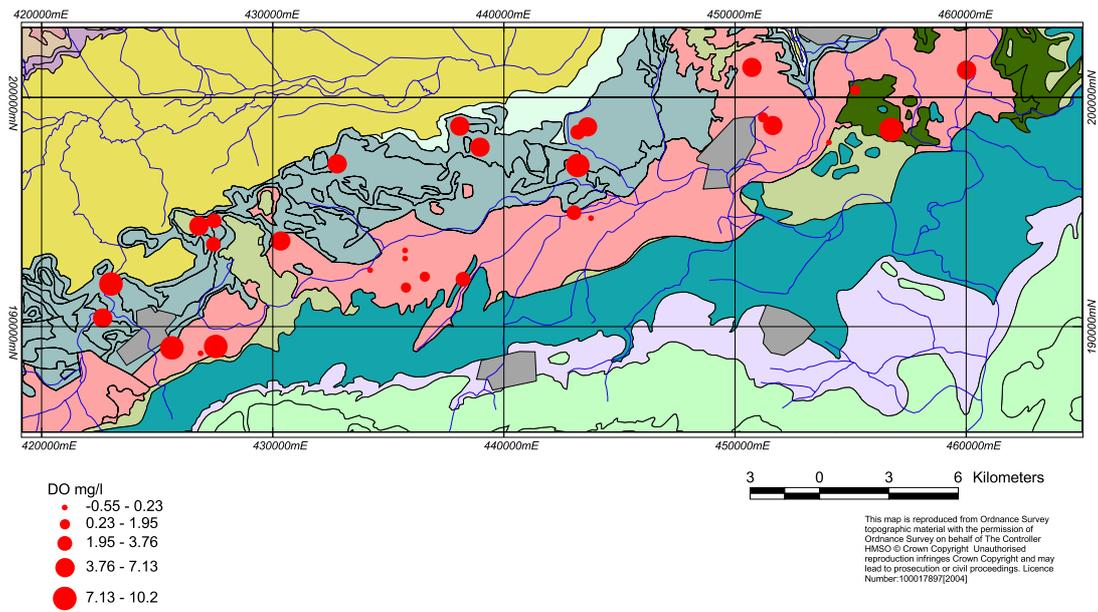 420000mE 430000mE 440000mE 450000mE 460000mE
200000mN 200000mN
190000mN 190000mN
420000mE 430000mE 440000mE 450000mE 460000mE
3 0 3 6 Kilometers
DO mg/l
-0.55 - 0.23
0.23 - 1.95
1.95 - 3.76
3.76 - 7.13
7.13 - 10.2
This map is reproduced from Ordnance Survey
topographic material with the permission of
Ordnance Survey on behalf of The Controller
HMSO © Crown Copyright Unauthorised
reproduction infringes Crown Copyright and may
lead to prosecution or civil proceedings. Licence
Number:100017897[2004]